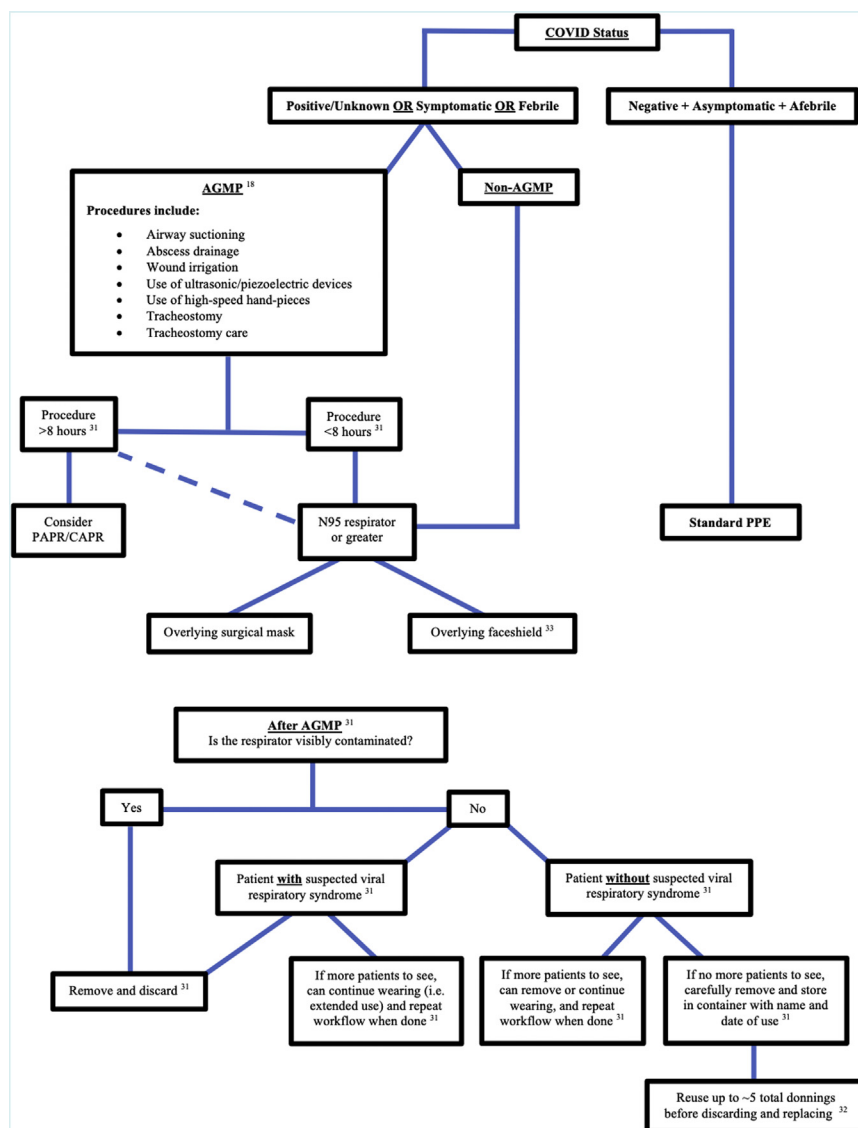 COVID Status
Positive/Unknown OR Symptomatic OR Febrile
Negative + Asymptomatic + Afebrile
AGMP 18
Procedures include:
• Airway suctioning
• Abscess drainage
• Wound irrigation
• Use of ultrasonic/piezoelectric devices
• Use of high-speed hand-pieces
• Tracheostomy
• Tracheostomy care
Non-AGMP
Procedure
>8 hours 31
Procedure
<8 hours 31
Consider
PAPR/CAPR
N95 respirator
or greater
Standard PPE
Overlying surgical mask
Overlying faceshield 33
After AGMP 31
Is the respirator visibly contaminated?
Yes
No
Patient with suspected viral
respiratory syndrome 31
Patient without suspected viral
respiratory syndrome 31
Remove and discard 31
If more patients to see,
can continue wearing (i.e.
extended use) and repeat
workflow when done 31
If more patients to see,
can remove or continue
wearing, and repeat
workflow when done 31
If no more patients to see,
carefully remove and store
in container with name and
date of use 31
Reuse up to ~5 total donnings
before discarding and replacing 32